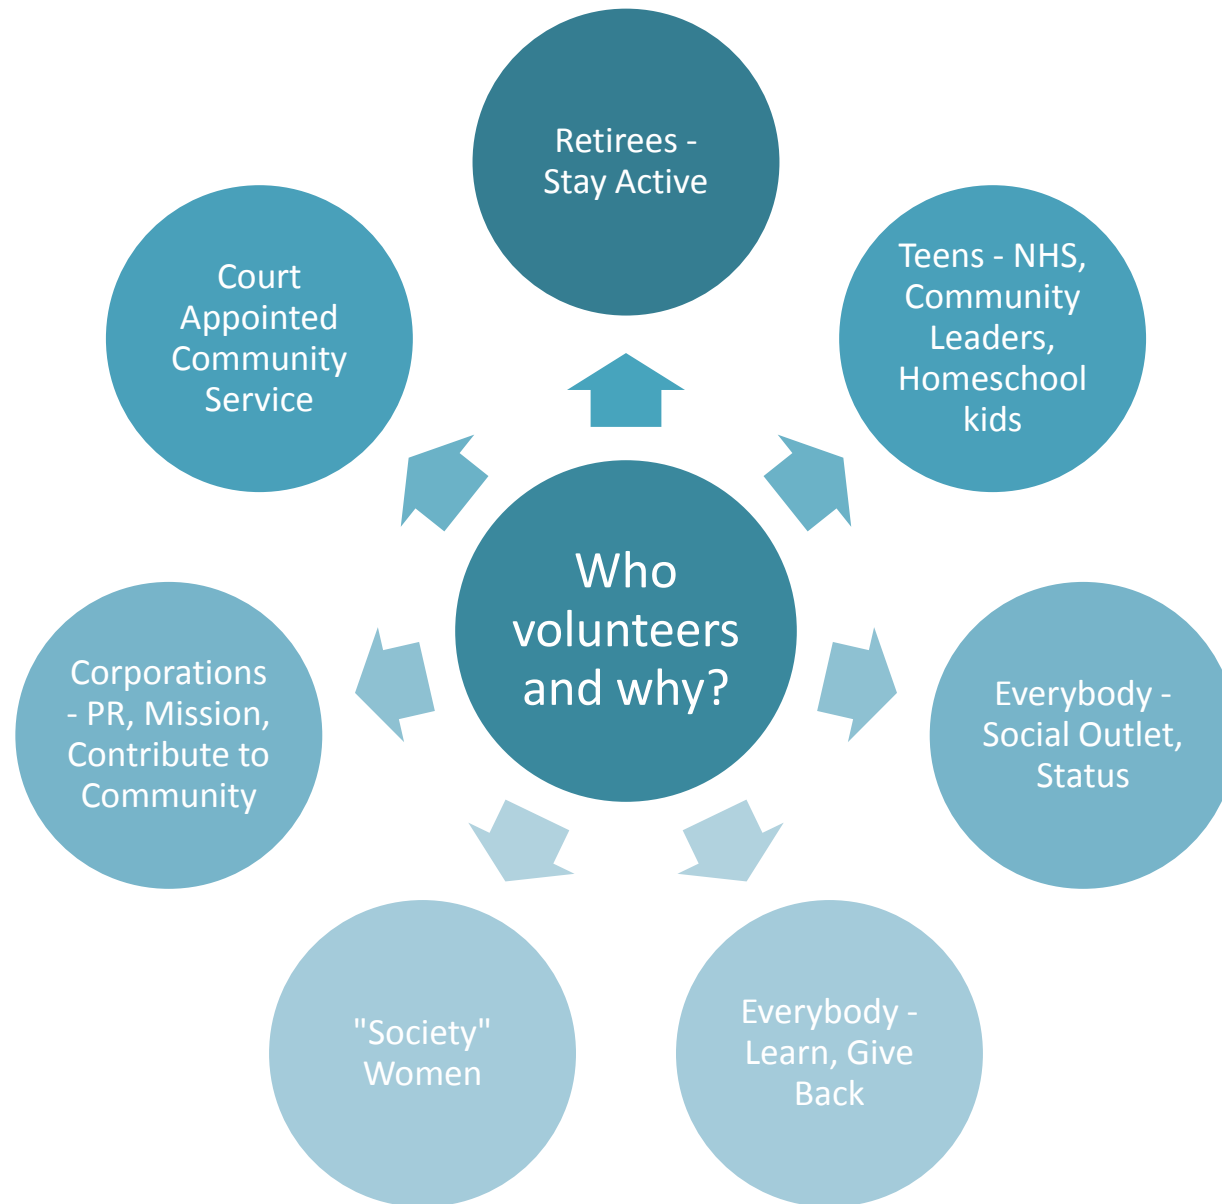 Who
volunteers
and why?
Retirees -
Stay Active
Teens - NHS,
Community
Leaders,
Homeschool
kids
Everybody -
Social Outlet,
Status
Everybody -
Learn, Give
Back
"Society"
Women
Corporations
- PR, Mission,
Contribute to
Community
Court
Appointed
Community
Service